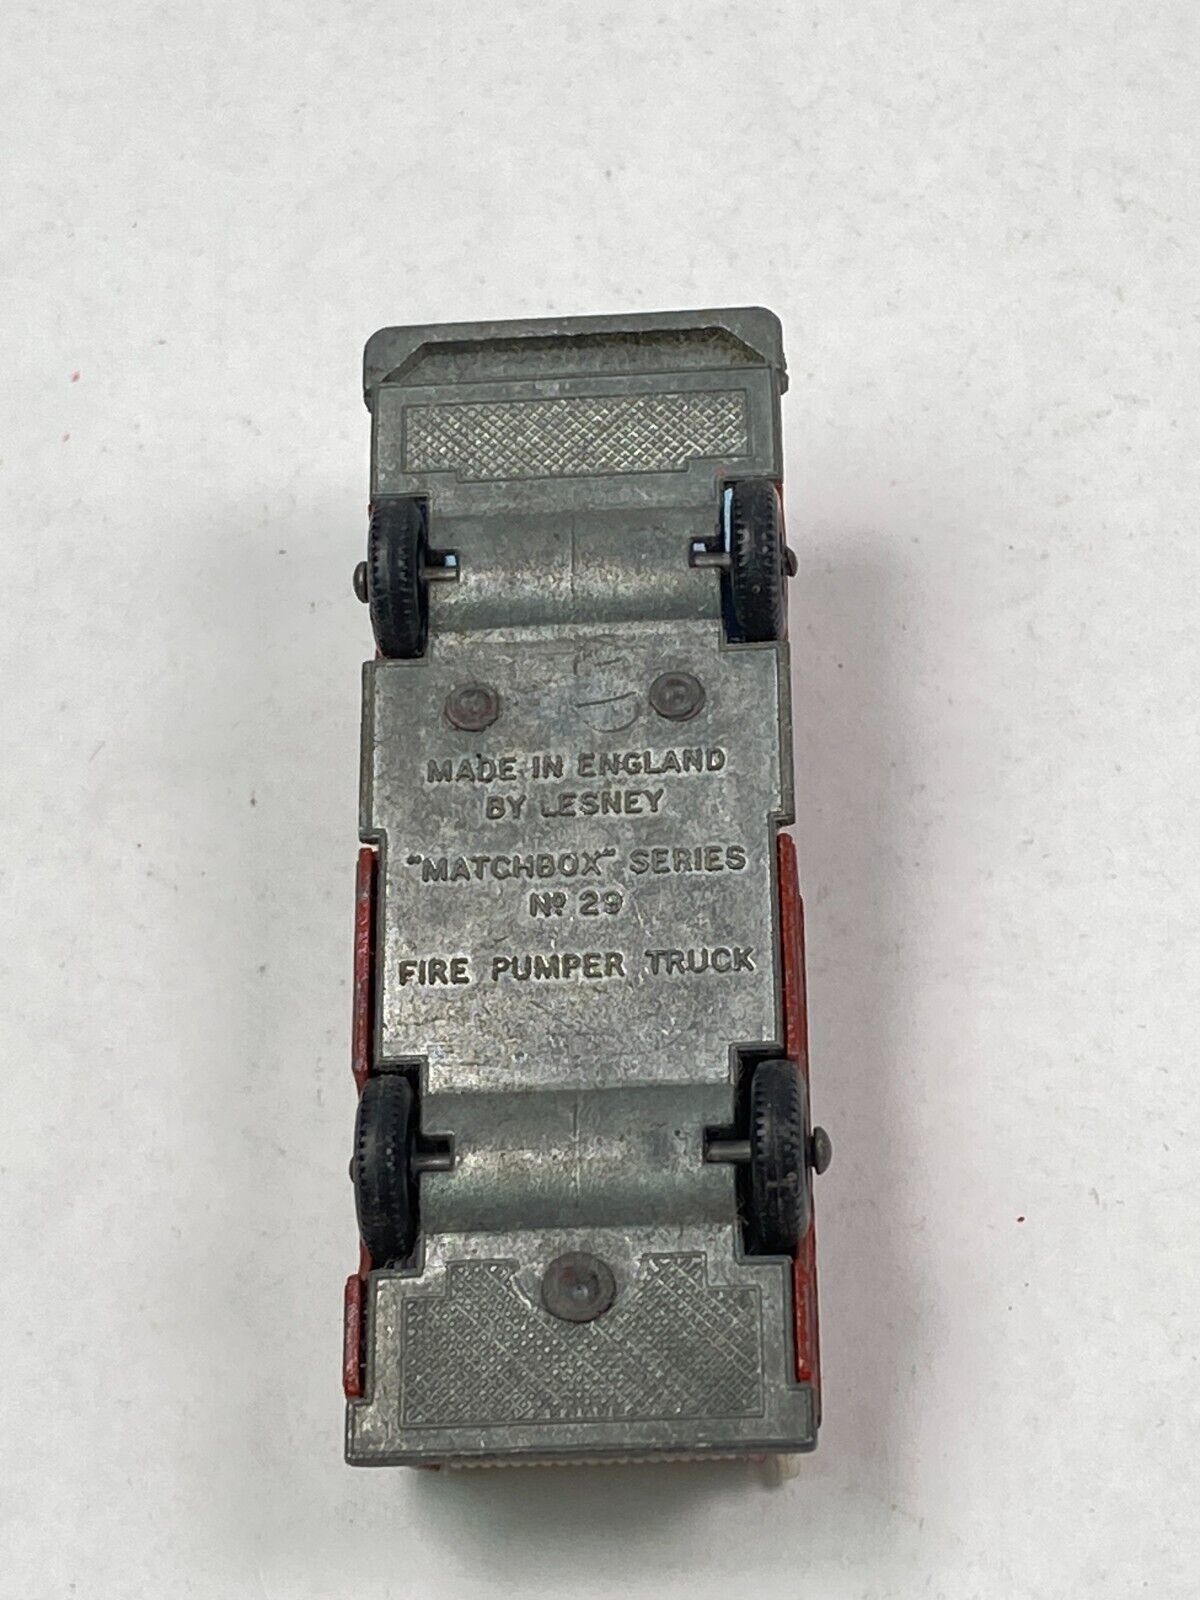 MADE IN ENGLAND
BY LESNEY
"MATCHBOX" SERIES
Nº 29
FIRE PUMPER TRUCK